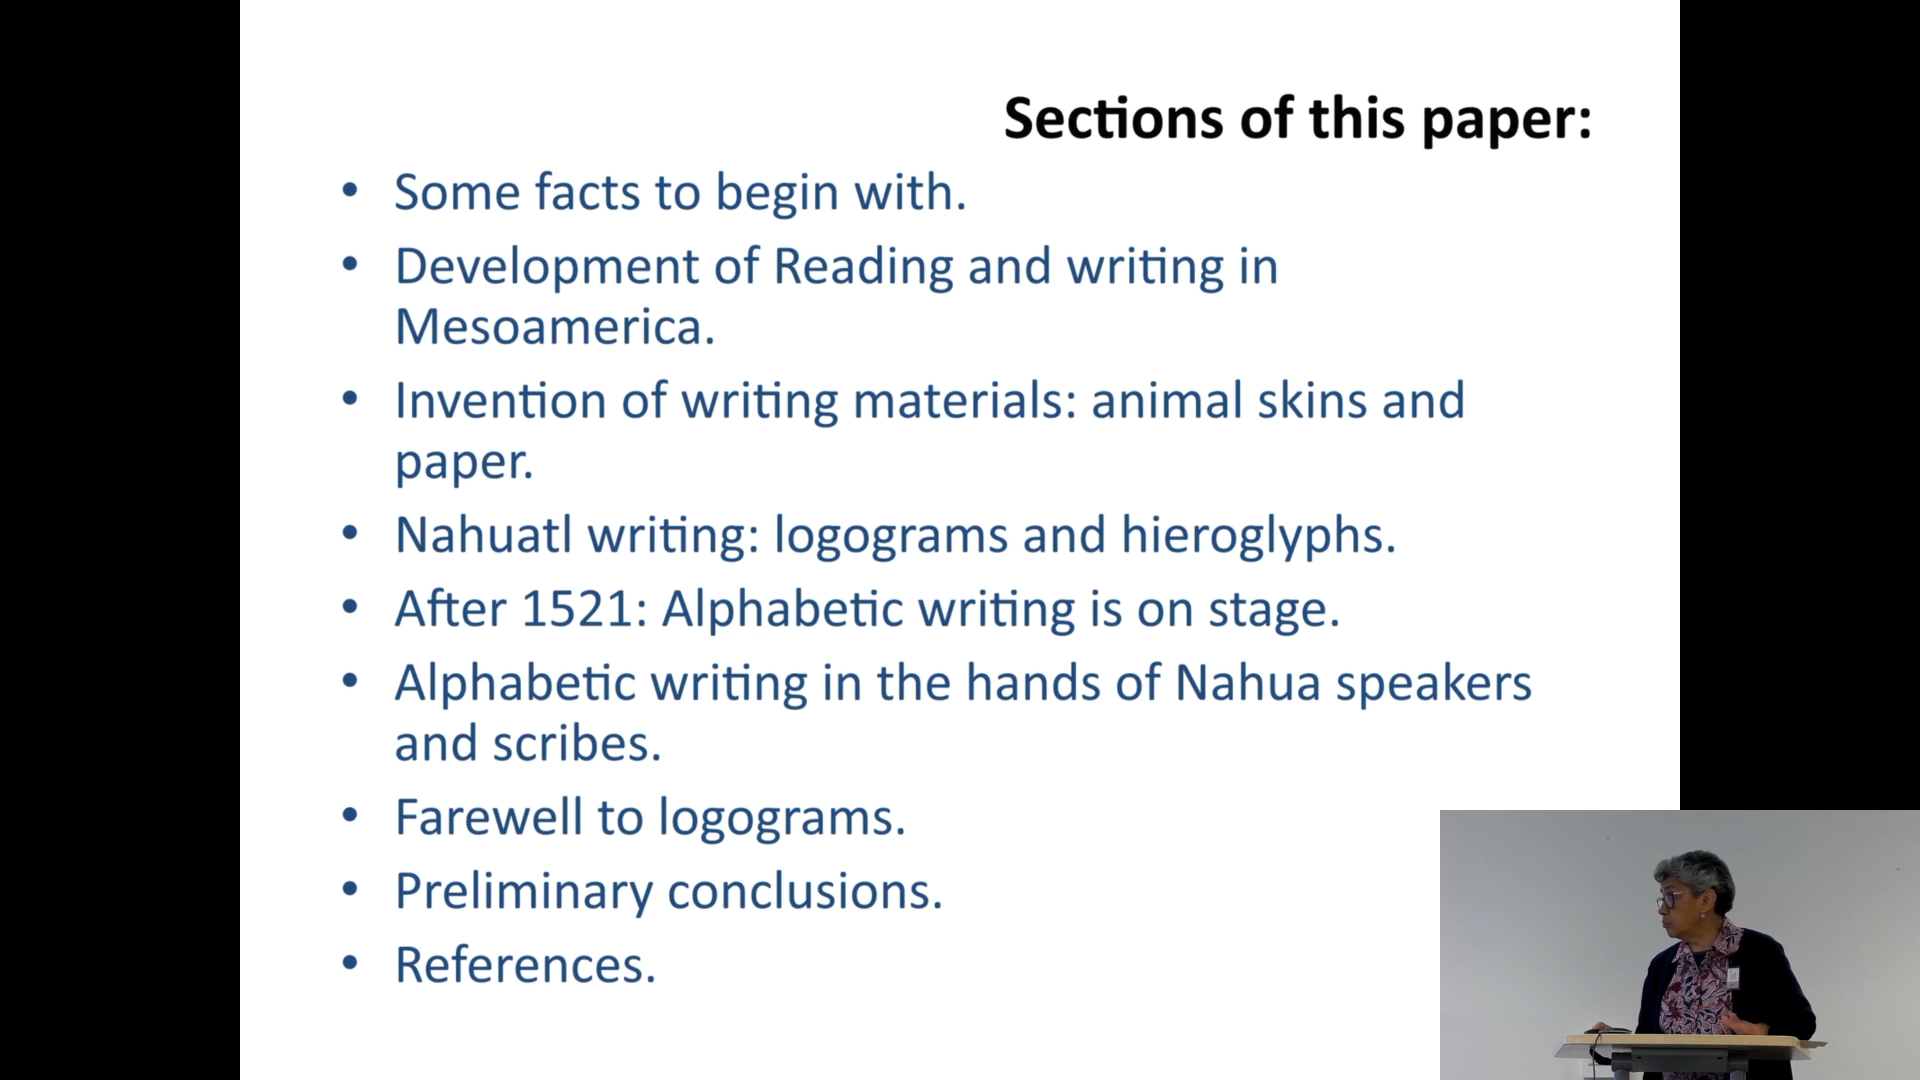 Sections of this paper:
• Some facts to begin with.
• Development of Reading and writing in
Mesoamerica.
• Invention of writing materials: animal skins and
paper.
• Nahuatl writing: logograms and hieroglyphs.
• After 1521: Alphabetic writing is on stage.
• Alphabetic writing in the hands of Nahua speakers
and scribes.
• Farewell to logograms.
• Preliminary conclusions.
• References.